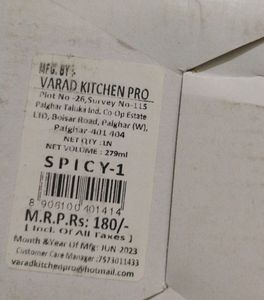 MFG. BY :-
VARAD KITCHEN PRO
Plot No -26,Survey No-115
Palghar Taluka Ind. Co-Op Estate
LTD, Boisar Road, Palghar (W),
Palghar-401 404
NET QTY :1N
NET VOLUME : 279ml
SPICY-1
8 906100 401414
M.R.P.Rs: 180/-
[ Incl. Of All Taxes ]
Month &Year Of Mfg: JUN 2023
Customer Care Manager :7573011433
varadkitchenpro@hotmail.com